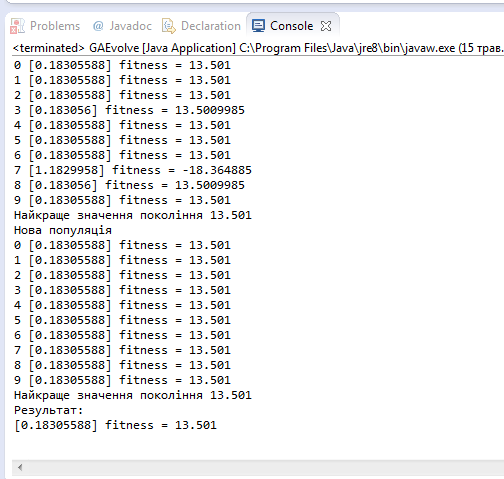 Problems @ Javadoc Declaration Console
<terminated> GAEvolve [Java Application] C:\Program Files\Java\jre8\bin\javaw.exe (15 трав.
0 [0.18305588] fitness = 13.501
1 [0.18305588] fitness = 13.501
2 [0.18305588] fitness = 13.501
3 [0.183056] fitness = 13.5009985
4 [0.18305588] fitness = 13.501
5 [0.18305588] fitness = 13.501
6 [0.18305588] fitness = 13.501
7 [1.1829958] fitness = -18.364885
8 [0.183056] fitness = 13.5009985
9 [0.18305588] fitness = 13.501
Найкраще значення покоління 13.501
Нова популяція
0 [0.18305588] fitness = 13.501
1 [0.18305588] fitness = 13.501
2 [0.18305588] fitness = 13.501
3 [0.18305588] fitness = 13.501
4 [0.18305588] fitness = 13.501
5 [0.18305588] fitness = 13.501
6 [0.18305588] fitness = 13.501
7 [0.18305588] fitness = 13.501
8 [0.18305588] fitness = 13.501
9 [0.18305588] fitness = 13.501
Найкраще значення покоління 13.501
Результат:
[0.18305588] fitness = 13.501